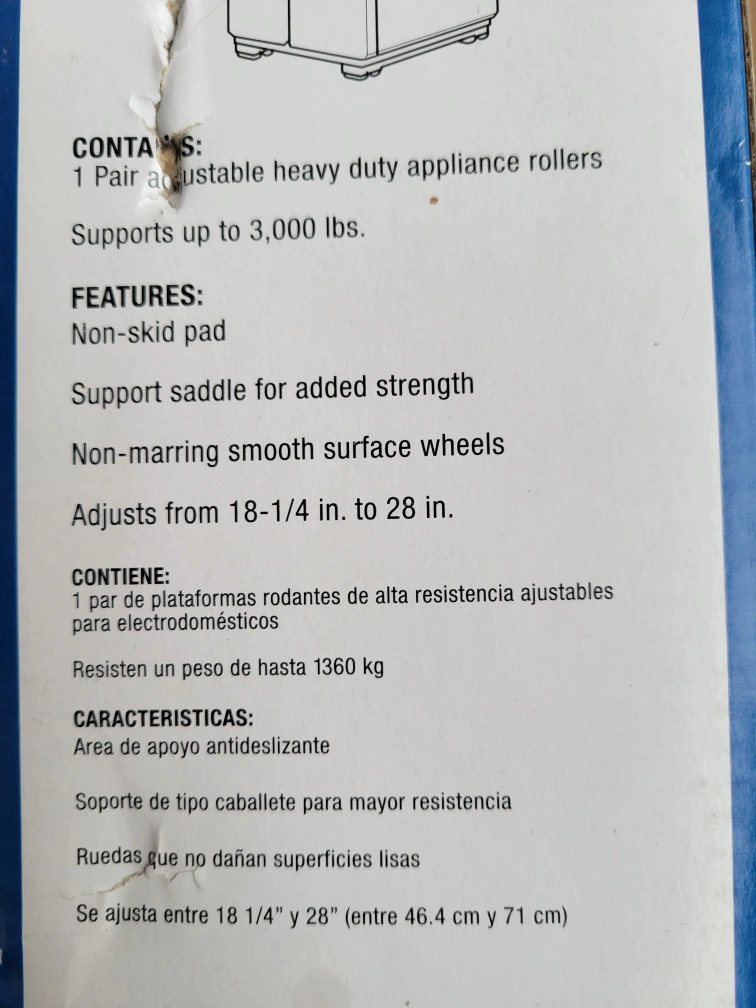 CONTAINS:
1 Pair adjustable heavy duty appliance rollers
Supports up to 3,000 lbs.
FEATURES:
Non-skid pad
Support saddle for added strength
Non-marring smooth surface wheels
Adjusts from 18-1/4 in. to 28 in.
CONTIENE:
1 par de plataformas rodantes de alta resistencia ajustables
para electrodomésticos
Resisten un peso de hasta 1360 kg
CARACTERISTICAS:
Area de apoyo antideslizante
Soporte de tipo caballete para mayor resistencia
Ruedas que no dañan superficies lisas
Se ajusta entre 18 1/4” y 28” (entre 46.4 cm y 71 cm)